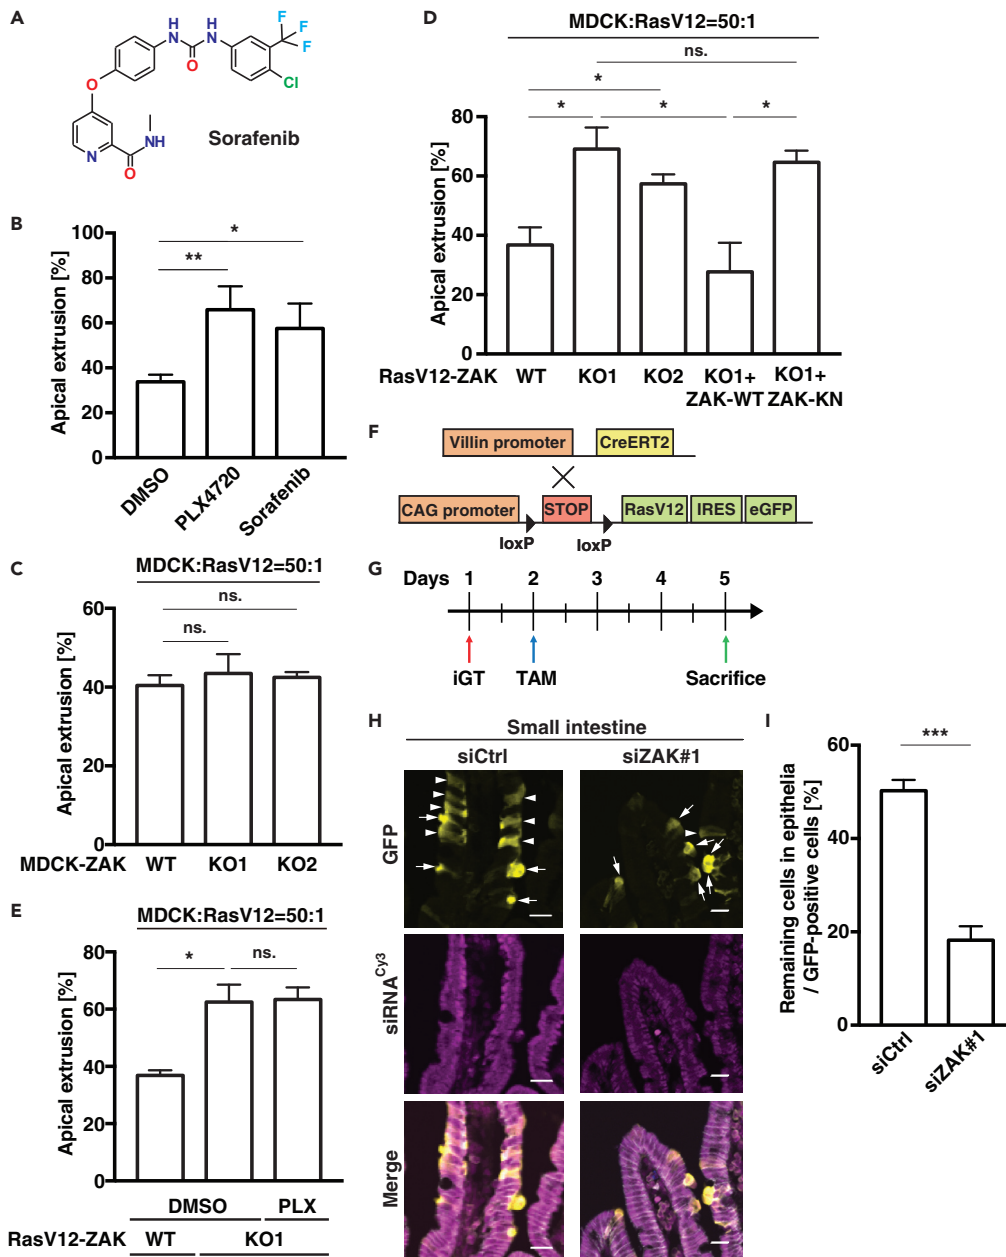 A
H
N
H
N
O
F
F
F
Cl
O
N
O
NH
Sorafenib
B
Apical extrusion [%]
100
80
60
40
20
0
**
*
DMSO
PLX4720
Sorafenib
C
MDCK:RasV12=50:1
Apical extrusion [%]
60
40
20
0
ns.
ns.
MDCK-ZAK WT KO1 KO2
E
MDCK:RasV12=50:1
Apical extrusion [%]
80
60
40
20
0
*
ns.
DMSO PLX
RasV12-ZAK WT KO1
D
MDCK:RasV12=50:1
Apical extrusion [%]
80
60
40
20
0
ns.
*
* * *
RasV12-ZAK WT KO1 KO2 KO1+ KO1+
ZAK-WT ZAK-KN
F
Villin promoter CreERT2
CAG promoter STOP RasV12 IRES eGFP
loxP loxP
G
Days 1 2 3 4 5
iGT TAM Sacrifice
H
Small intestine
siCtrl siZAK#1
GFP
siRNA^Cy3
Merge
I
Remaining cells in epithelia
/ GFP-positive cells [%]
60
40
20
0
***
siCtrl
siZAK#1